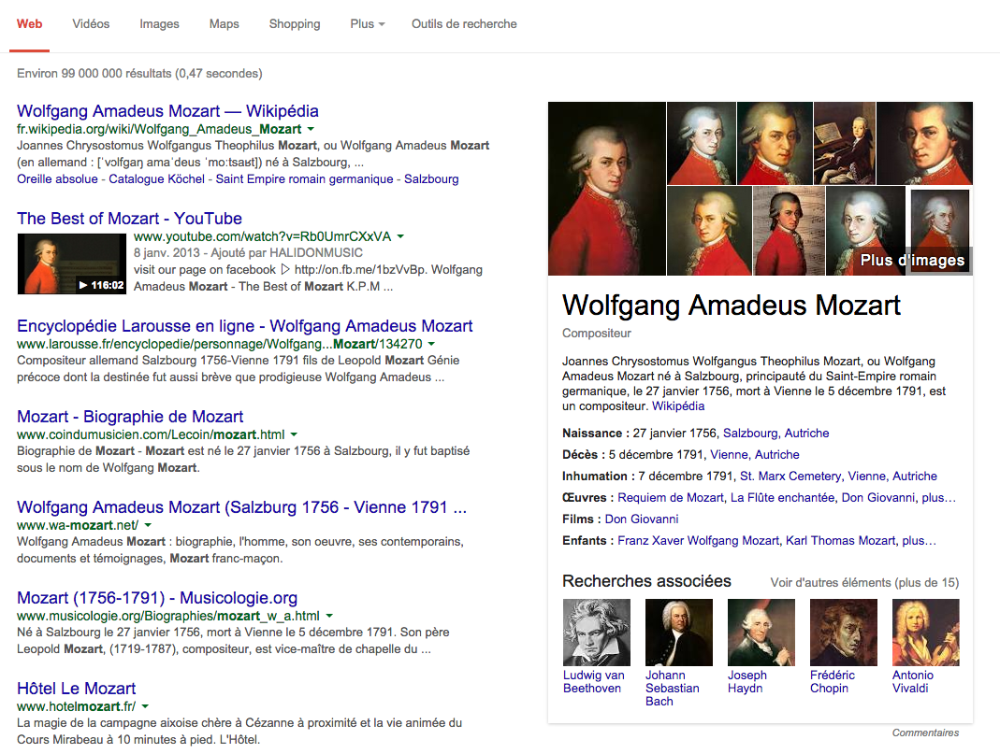 Web Vidéos Images Maps Shopping Plus Outils de recherche
Environ 99 000 000 résultats (0,47 secondes)
Wolfgang Amadeus Mozart — Wikipédia
fr.wikipedia.org/wiki/Wolfgang_Amadeus_Mozart
Joannes Chrysostomus Wolfgangus Theophilus Mozart, ou Wolfgang Amadeus Mozart
(en allemand : [ˈvɔlfɡaŋ amaˈdeus ˈmoːtsaʁt]) né à Salzbourg, ...
Oreille absolue - Catalogue Köchel - Saint Empire romain germanique - Salzbourg
The Best of Mozart - YouTube
www.youtube.com/watch?v=Rb0UmrCXxVA
8 janv. 2013 - Ajouté par HALIDONMUSIC
visit our page on facebook ▷ http://on.fb.me/1bzVvBp. Wolfgang
Amadeus Mozart - The Best of Mozart K.P.M ...
▶ 116:02
Encyclopédie Larousse en ligne - Wolfgang Amadeus Mozart
www.larousse.fr/encyclopedie/personnage/Wolfgang...Mozart/134270
Compositeur allemand Salzbourg 1756-Vienne 1791 fils de Leopold Mozart Génie
précoce dont la destinée fut aussi brève que prodigieuse Wolfgang Amadeus ...
Mozart - Biographie de Mozart
www.coindumusicien.com/Lecoin/mozart.html
Biographie de Mozart - Mozart est né le 27 janvier 1756 à Salzbourg, il y fut baptisé
sous le nom de Wolfgang Mozart.
Wolfgang Amadeus Mozart (Salzburg 1756 - Vienne 1791 ...
www.wa-mozart.net/
Wolfgang Amadeus Mozart : biographie, l'homme, son oeuvre, ses contemporains,
documents et témoignages, Mozart franc-maçon.
Mozart (1756-1791) - Musicologie.org
www.musicologie.org/Biographies/mozart_w_a.html
Né à Salzbourg le 27 janvier 1756, mort à Vienne le 5 décembre 1791. Son père
Leopold Mozart, (1719-1787), compositeur, est vice-maître de chapelle du ...
Hôtel Le Mozart
www.hotelmozart.fr/
La magie de la campagne aixoise chère à Cézanne à proximité et la vie animée du
Cours Mirabeau à 10 minutes à pied. L'Hôtel.
Plus d'images
Wolfgang Amadeus Mozart
Compositeur
Joannes Chrysostomus Wolfgangus Theophilus Mozart, ou Wolfgang
Amadeus Mozart né à Salzbourg, principauté du Saint-Empire romain
germanique, le 27 janvier 1756, mort à Vienne le 5 décembre 1791, est
un compositeur. Wikipédia
Naissance : 27 janvier 1756, Salzbourg, Autriche
Décès : 5 décembre 1791, Vienne, Autriche
Inhumation : 7 décembre 1791, St. Marx Cemetery, Vienne, Autriche
Œuvres : Requiem de Mozart, La Flûte enchantée, Don Giovanni, plus…
Films : Don Giovanni
Enfants : Franz Xaver Wolfgang Mozart, Karl Thomas Mozart, plus…
Recherches associées Voir d'autres éléments (plus de 15)
Ludwig van
Beethoven
Johann
Sebastian
Bach
Joseph
Haydn
Frédéric
Chopin
Antonio
Vivaldi
Commentaires